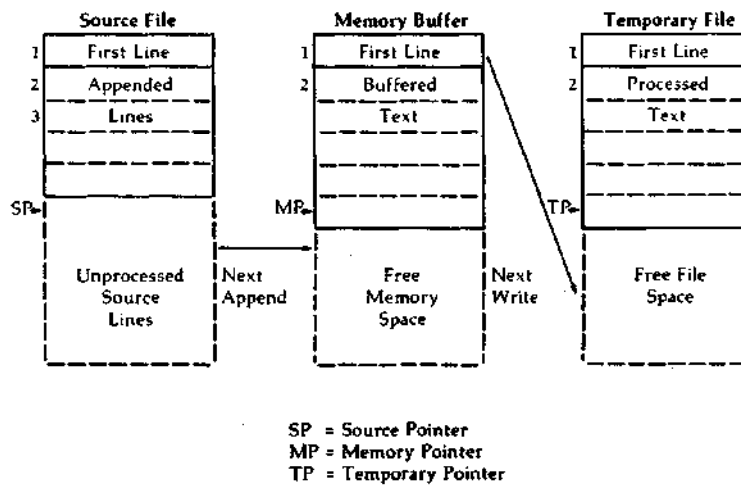 Source File
Memory Buffer
Temporary File
1 First Line
2 Appended
3 Lines
SP
Unprocessed
Source
Lines
Next
Append
1 First Line
2 Buffered
Text
MP
Free
Memory
Space
Next
Write
1 First Line
2 Processed
Text
TP
Free File
Space
SP = Source Pointer
MP = Memory Pointer
TP = Temporary Pointer